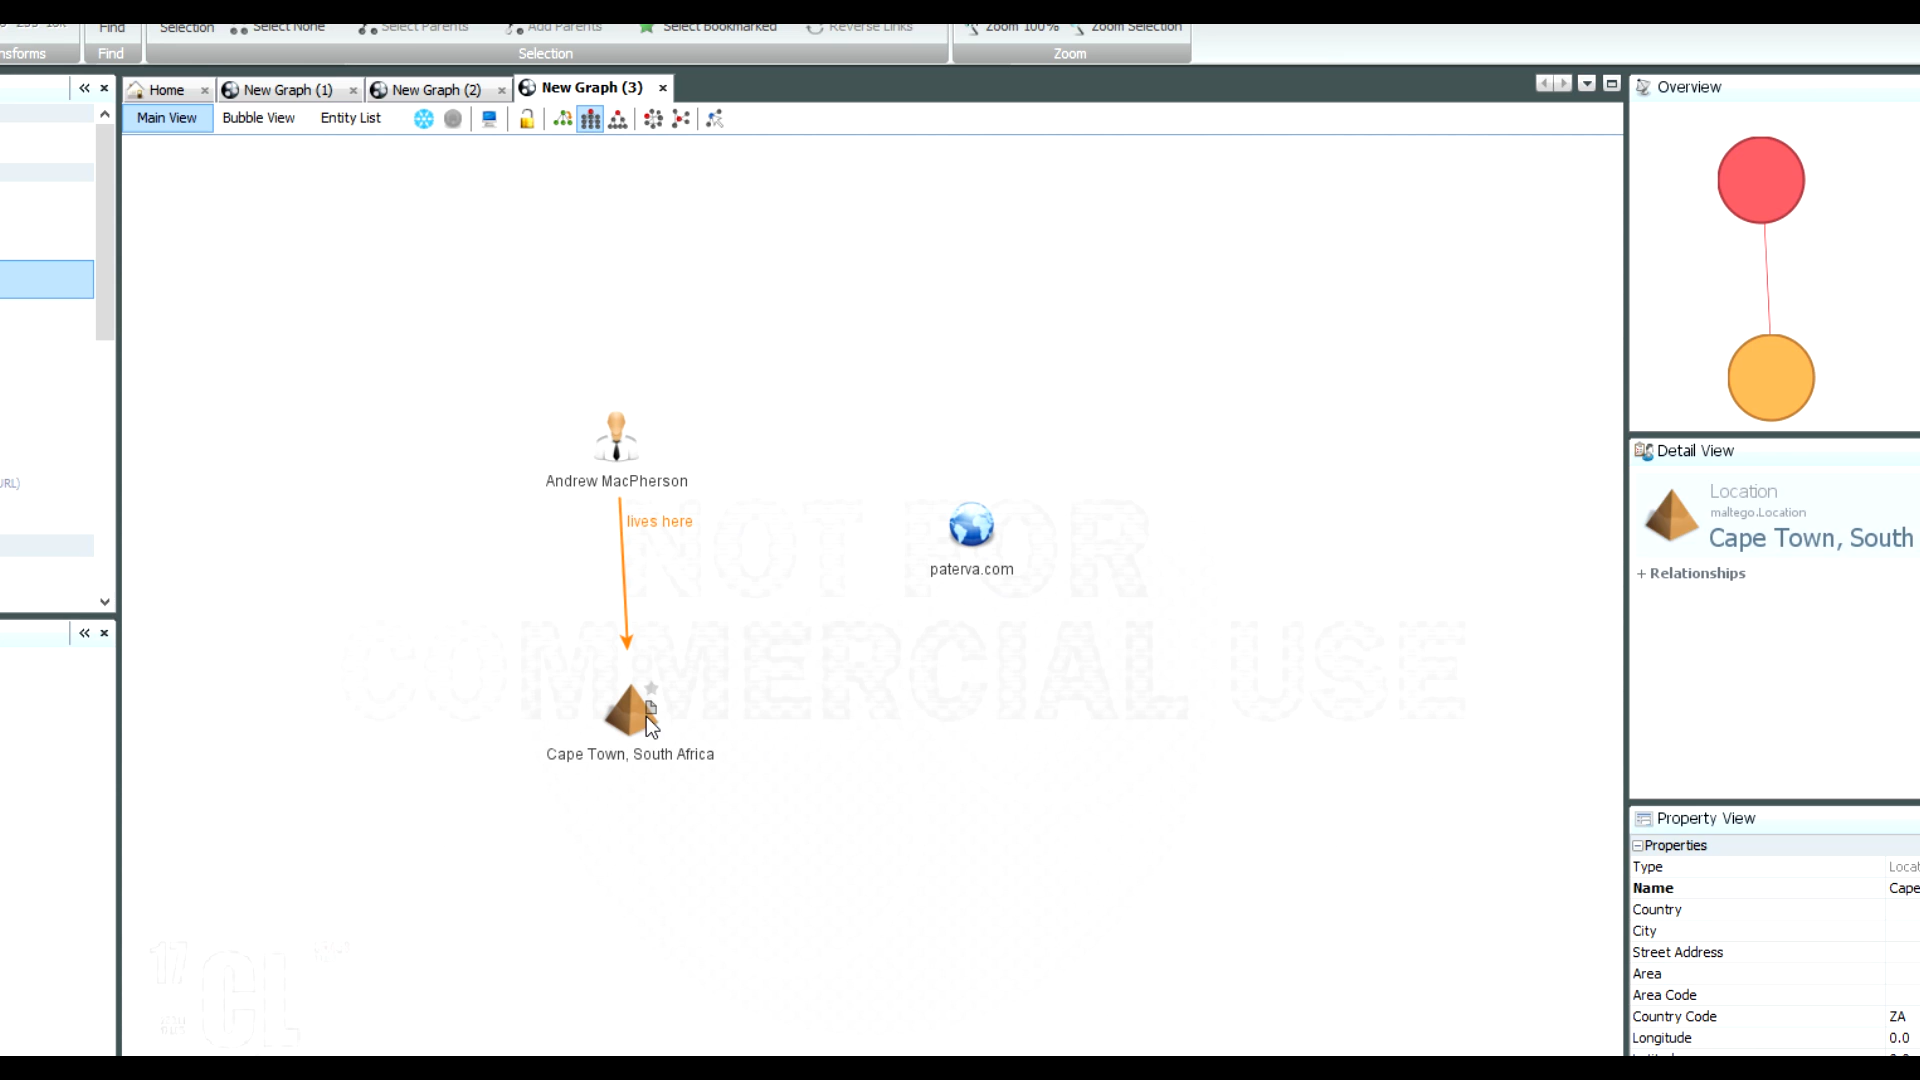 Find
Selection
Select None
Select Parents
Add Parents
Select Bookmarked
Reverse Links
Zoom 100%
Zoom Selection
nsforms
Find
Selection
Zoom
Home
New Graph (1)
New Graph (2)
New Graph (3)
Overview
Main View
Bubble View
Entity List
Andrew MacPherson
lives here
paterva.com
NOT FOR
COMMERCIAL USE
Cape Town, South Africa
JRL)
Detail View
Location
maltego.Location
Cape Town, South
+ Relationships
Property View
Properties
Type Locat
Name Cape
Country
City
Street Address
Area
Area Code
Country Code ZA
Longitude 0.0